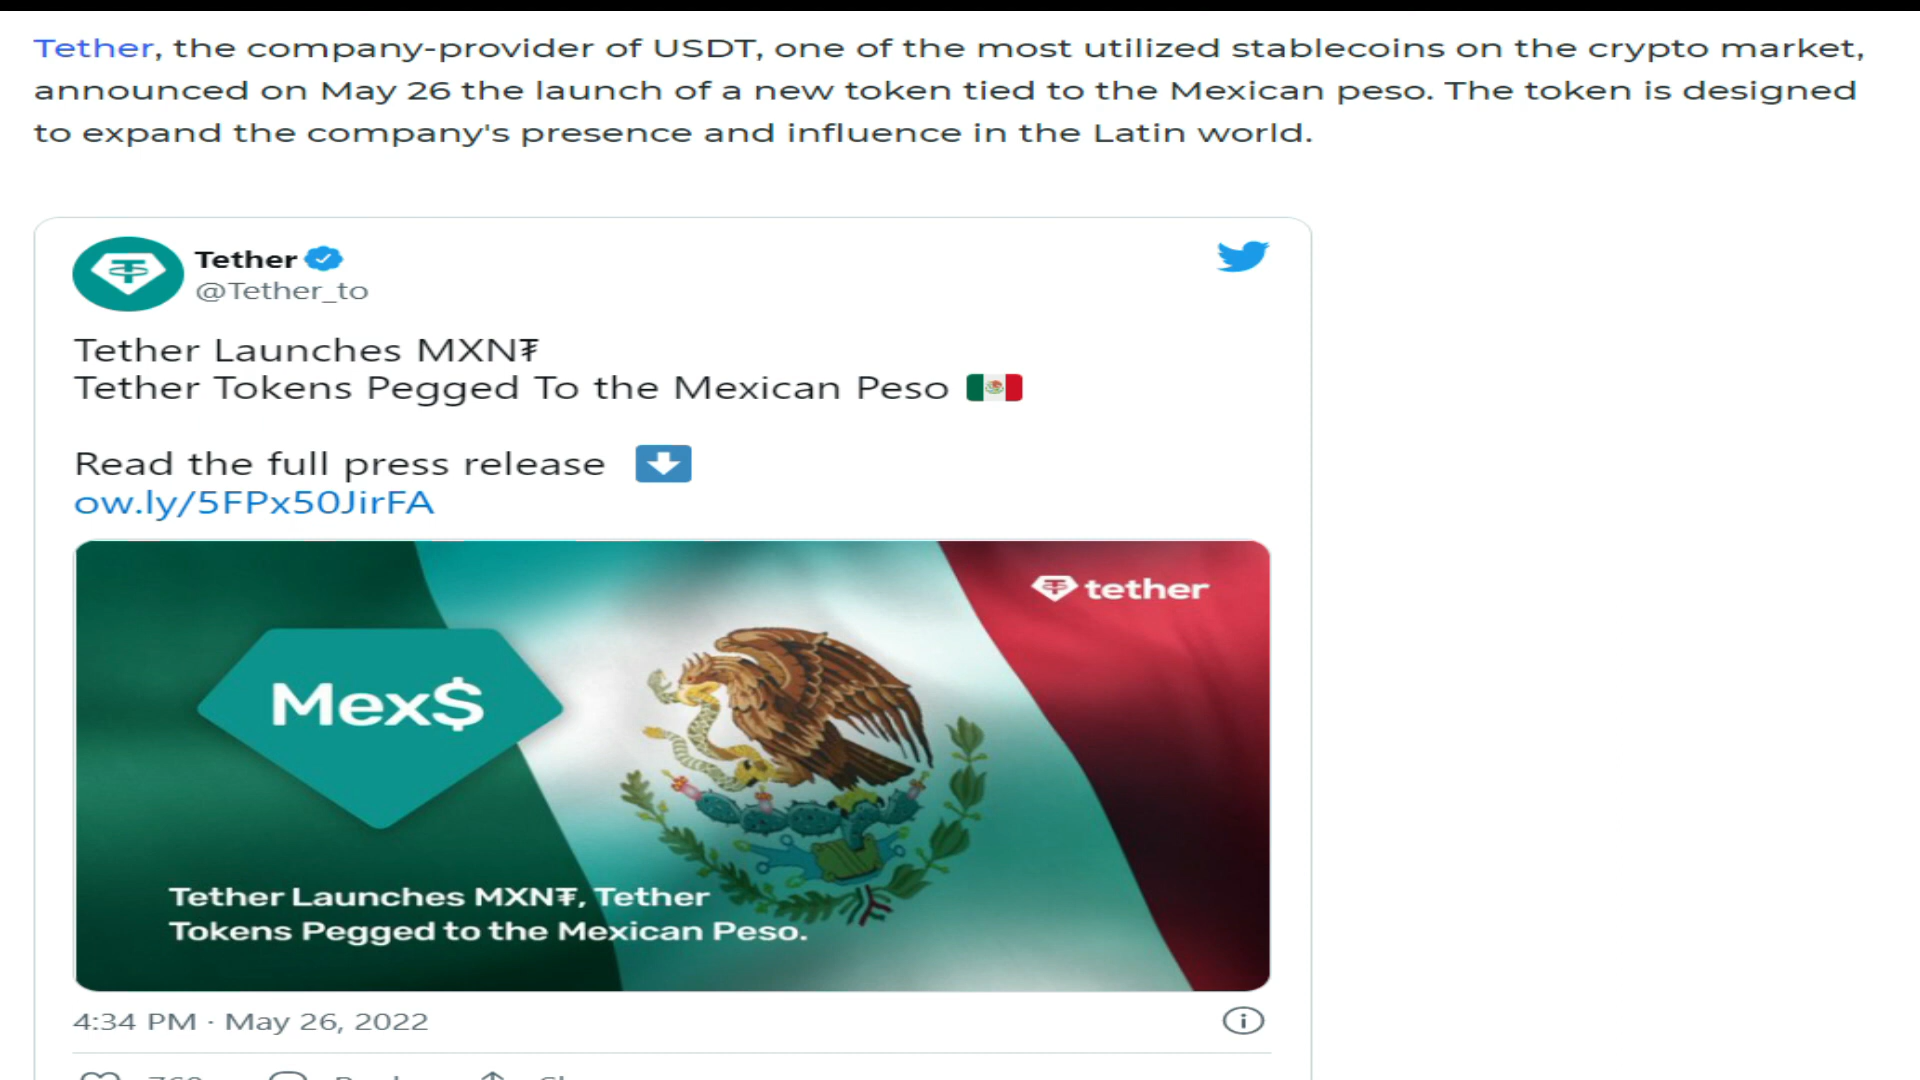 Tether, the company-provider of USDT, one of the most utilized stablecoins on the crypto market,
announced on May 26 the launch of a new token tied to the Mexican peso. The token is designed
to expand the company's presence and influence in the Latin world.
Tether
@Tether_to
Tether Launches MXN₮
Tether Tokens Pegged To the Mexican Peso
Read the full press release
ow.ly/5FPx50JirFA
tether
Mex$
Tether Launches MXN₮, Tether
Tokens Pegged to the Mexican Peso.
4:34 PM · May 26, 2022